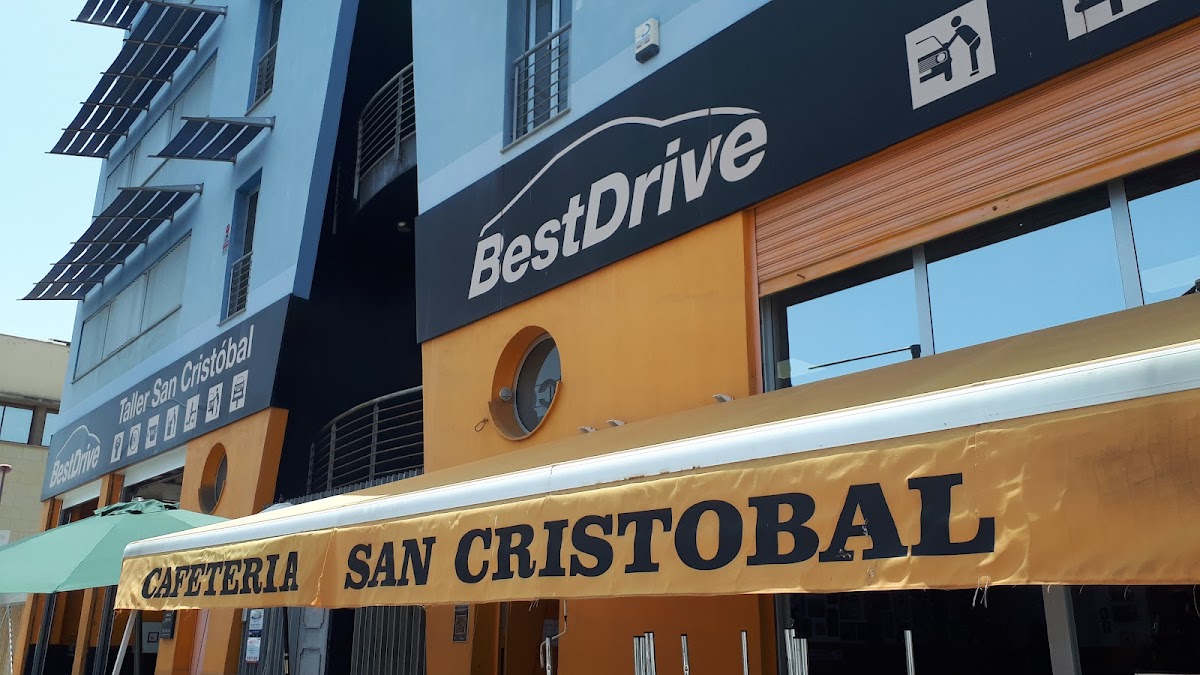 BestDrive
Taller San Cristóbal
BestDrive
CAFETERIA SAN CRISTOBAL